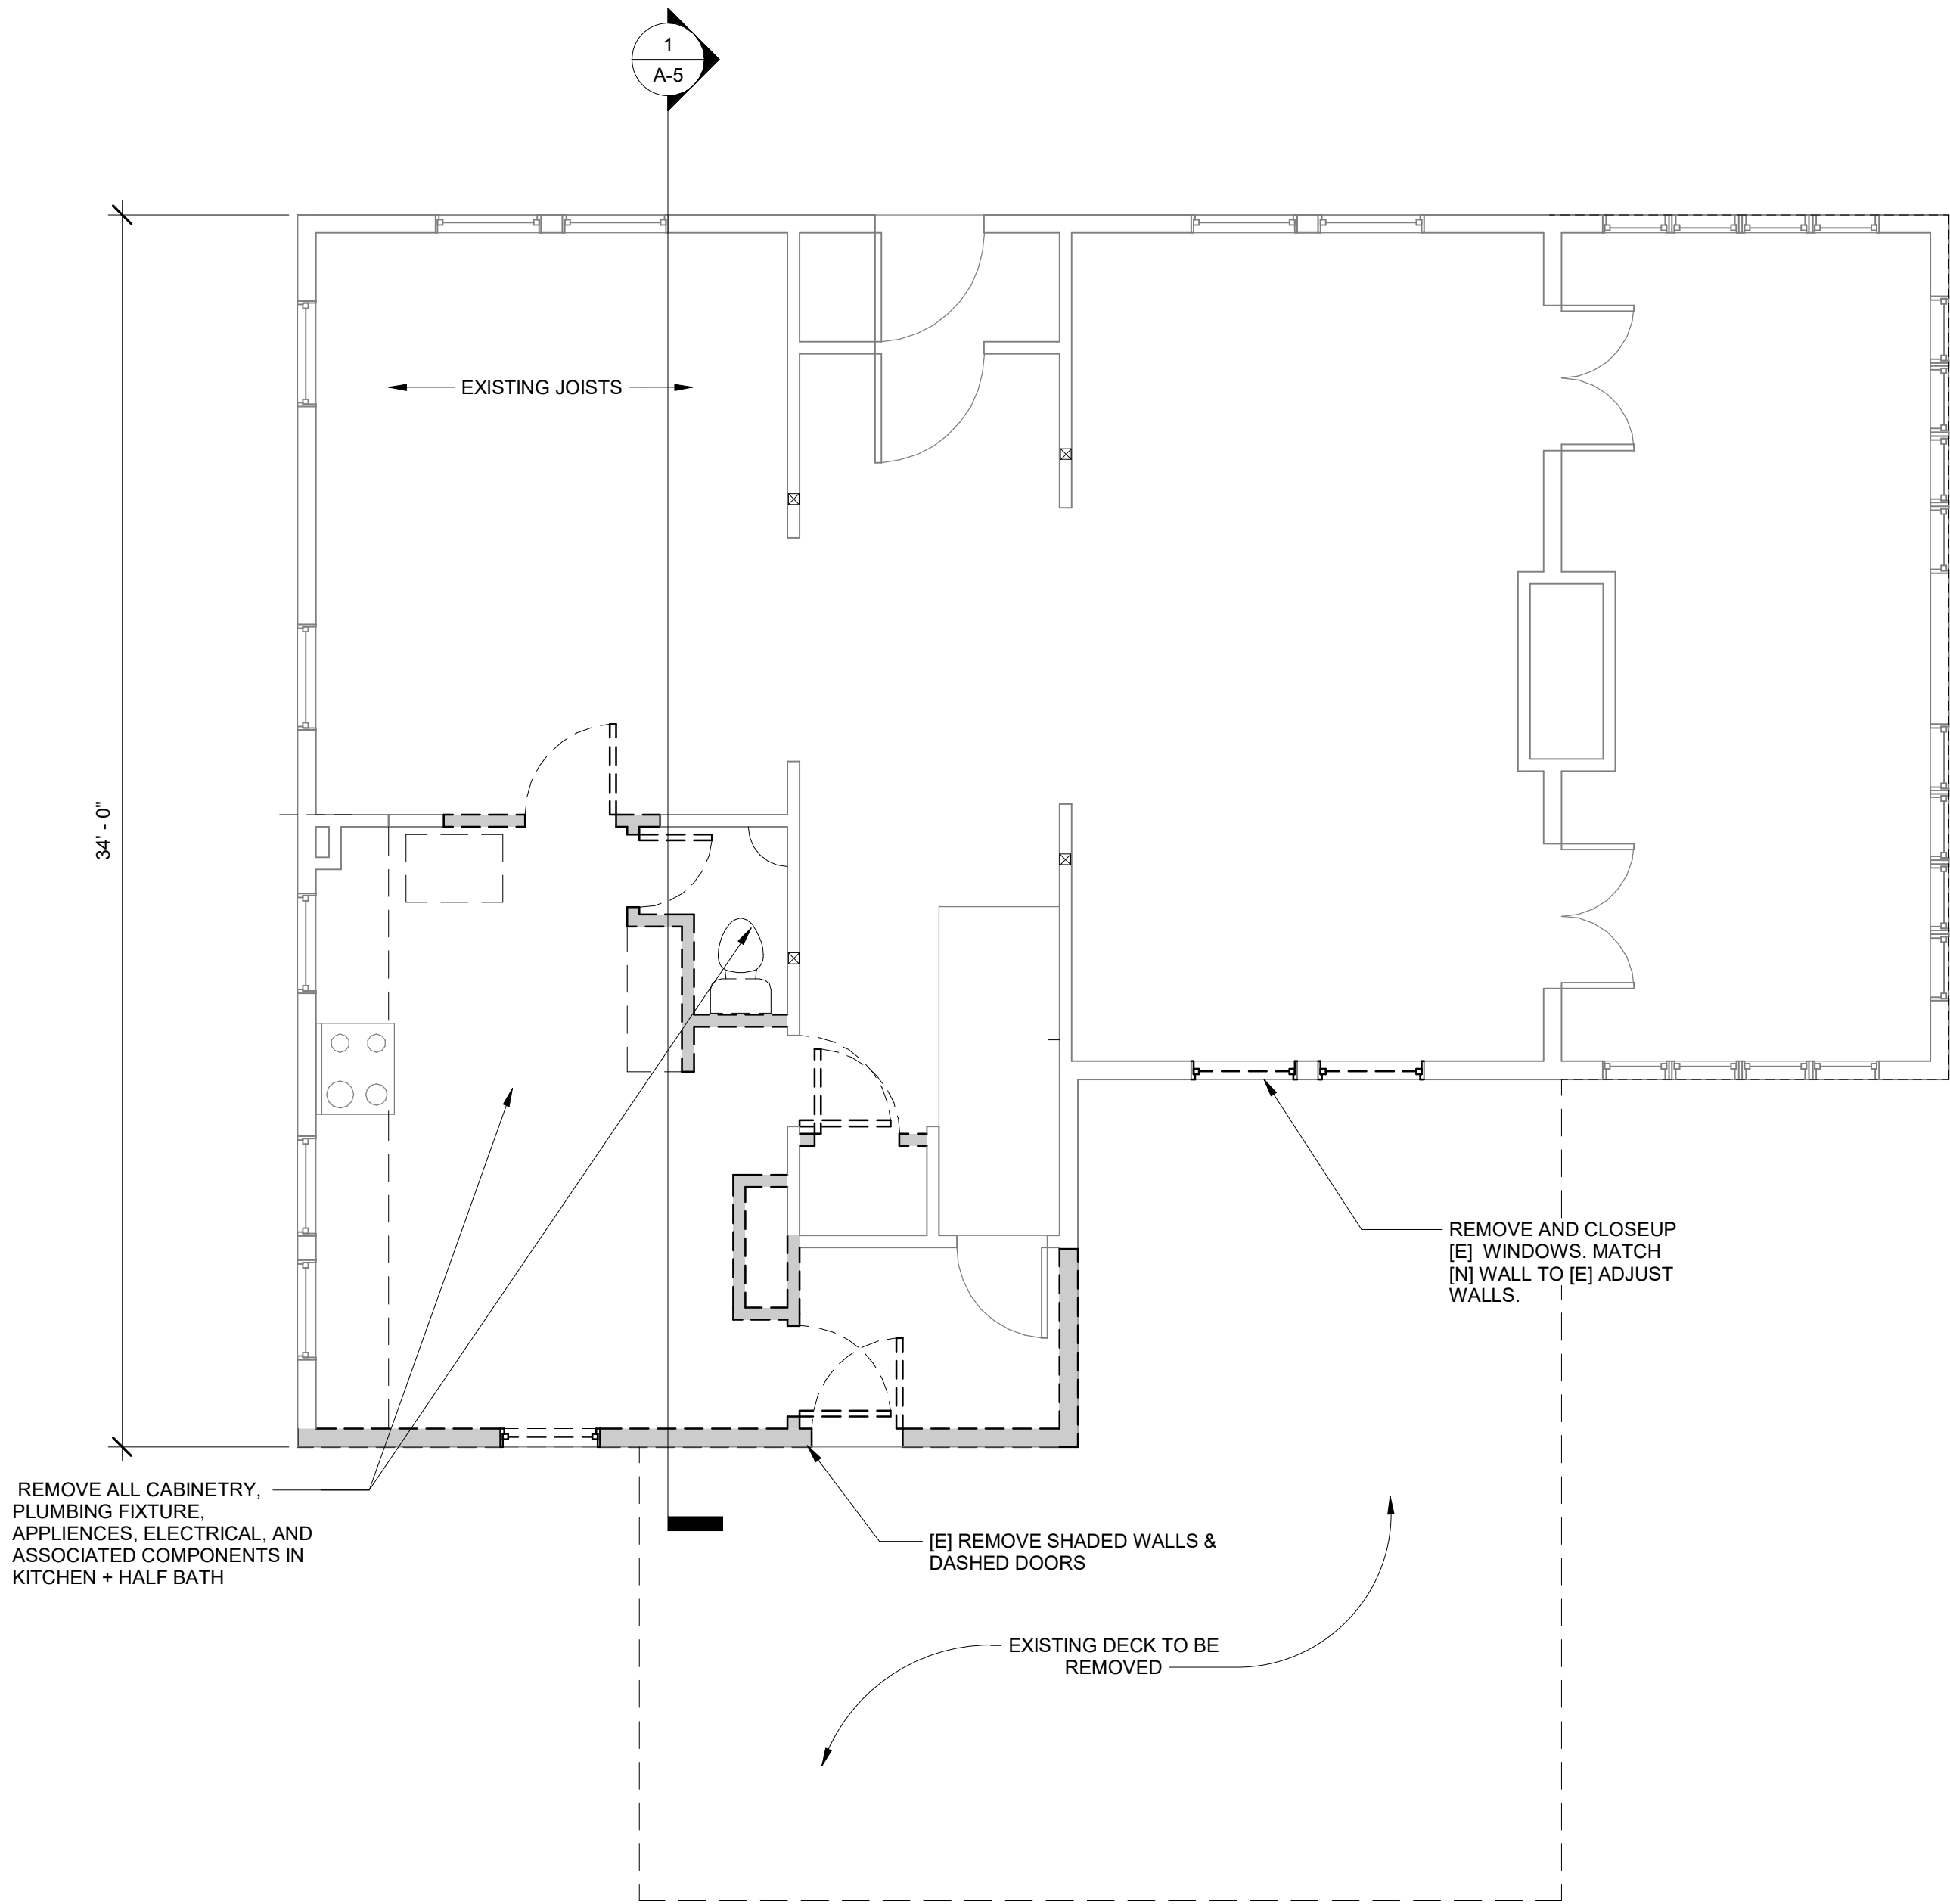 1
A-5
EXISTING JOISTS
34' - 0"
REMOVE AND CLOSEUP
[E] WINDOWS. MATCH
[N] WALL TO [E] ADJUST
WALLS.
REMOVE ALL CABINETRY,
PLUMBING FIXTURE,
APPLIENCES, ELECTRICAL, AND
ASSOCIATED COMPONENTS IN
KITCHEN + HALF BATH
[E] REMOVE SHADED WALLS &
DASHED DOORS
EXISTING DECK TO BE
REMOVED